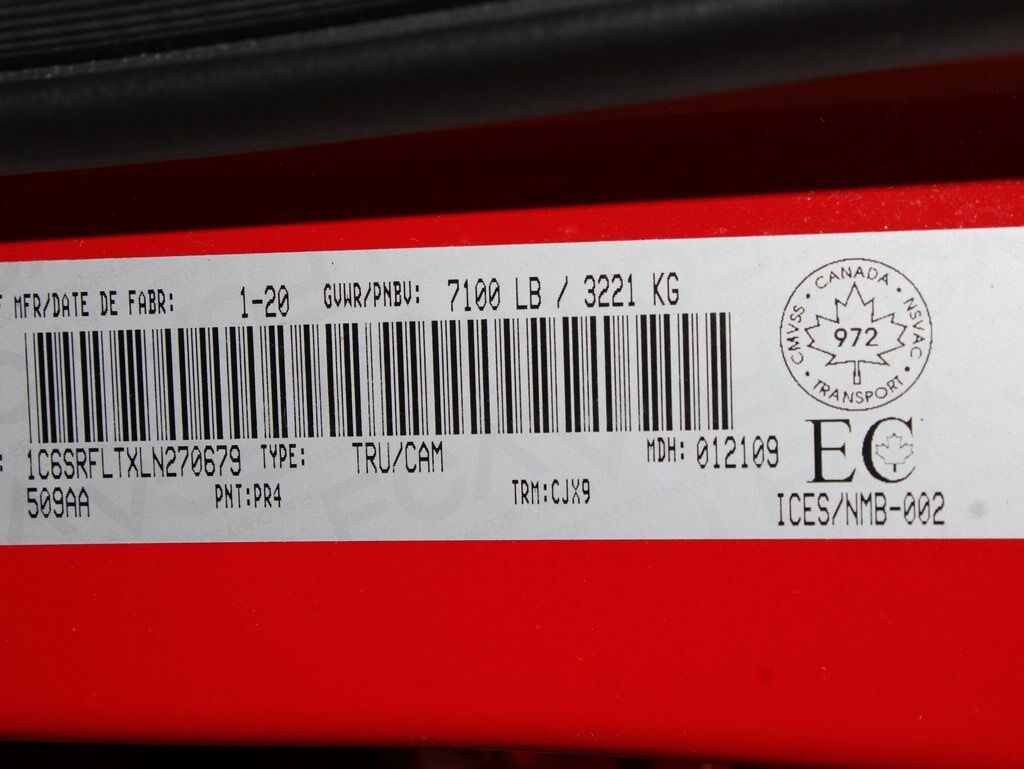 MFR/DATE DE FABR: 1-20 GVWR/PNBV: 7100 LB / 3221 KG
1C6SRFLTXLN270679 TYPE: TRU/CAM MDH: 012109
509AA PNT:PR4 TRM:CJX9
CANADA · NSVAC · TRANSPORT · CMVSS ·
972
EC
ICES/NMB-002